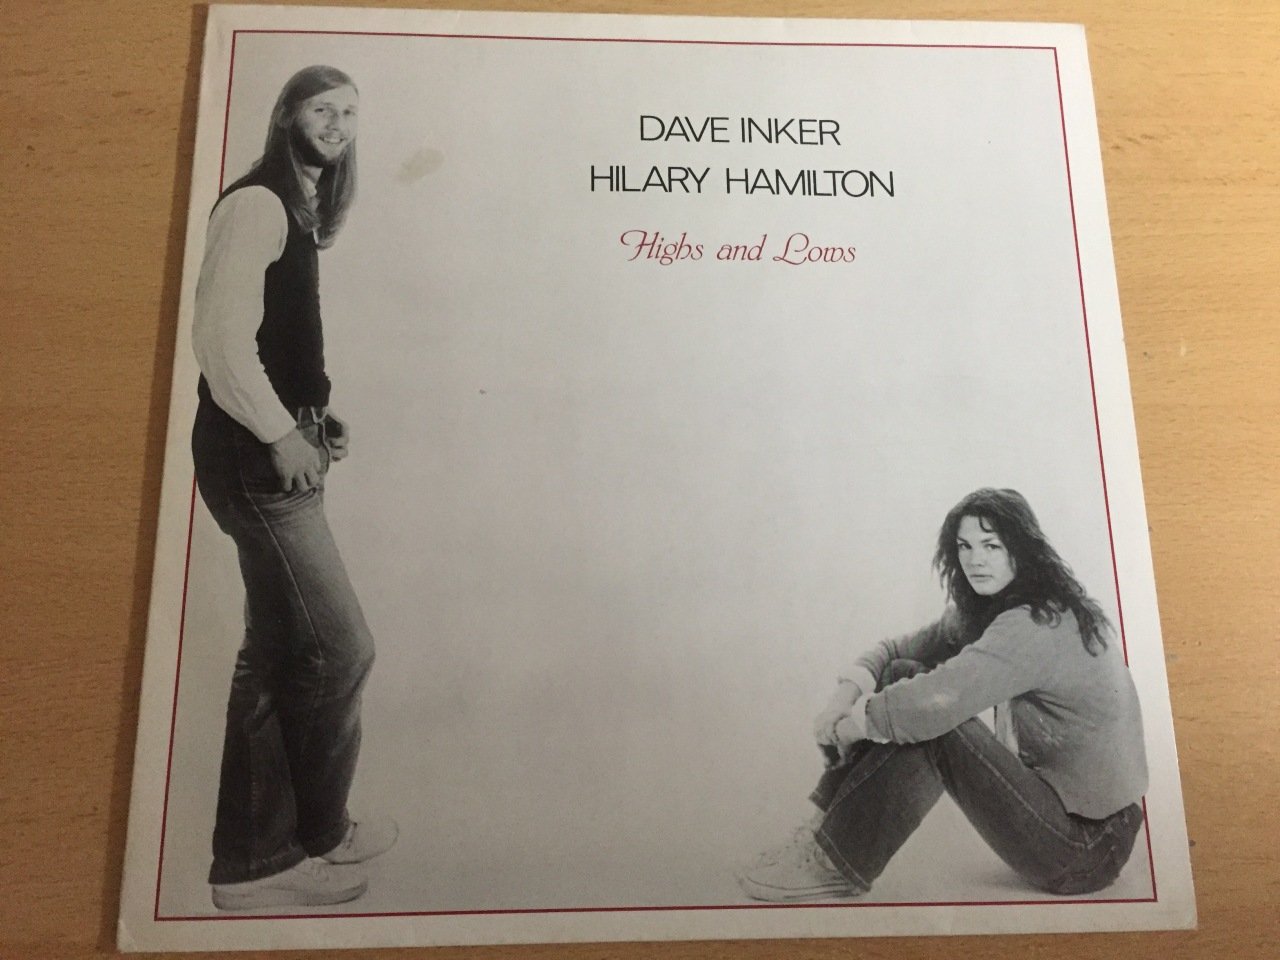 DAVE INKER
HILARY HAMILTON
Highs and Lows